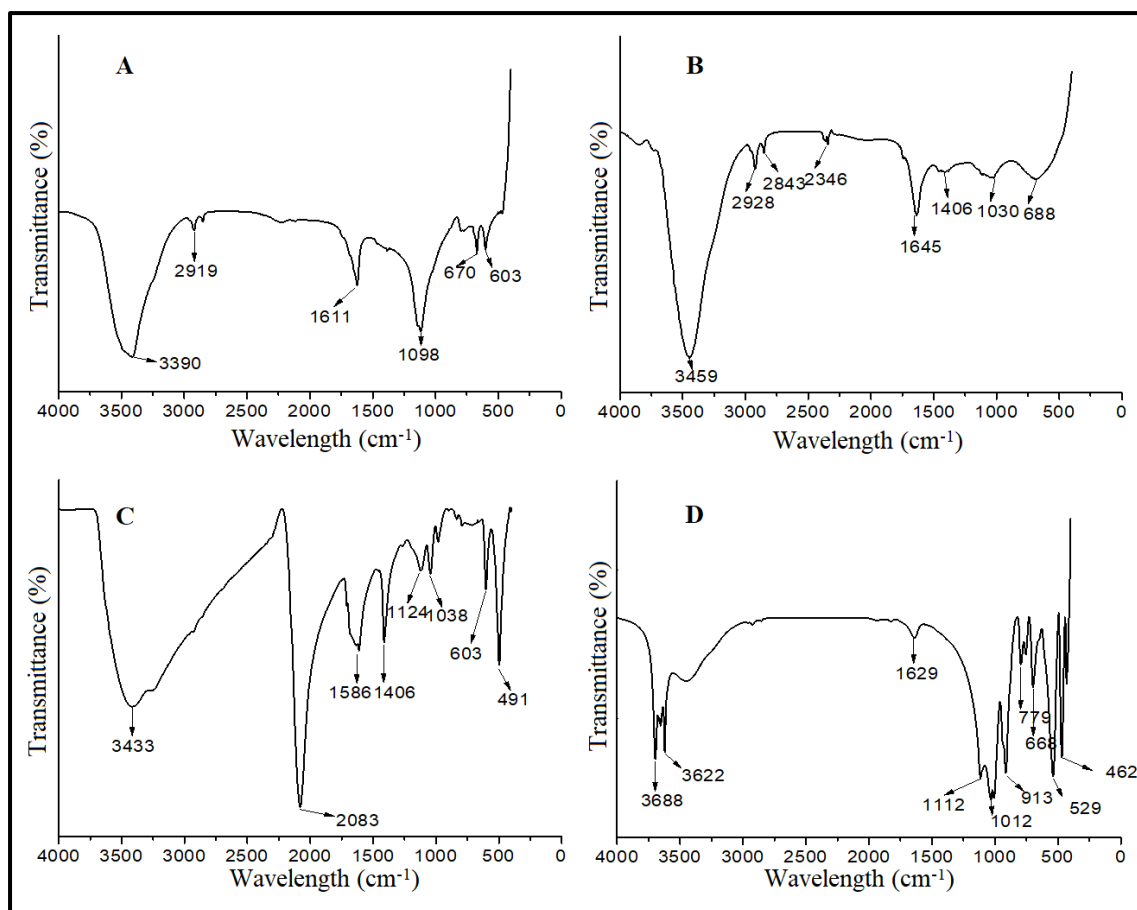 A
Transmittance (%)
2919
3390
1611
1098
670
603
4000 3500 3000 2500 2000 1500 1000 500 0
Wavelength (cm-1)
B
Transmittance (%)
2928
2843
2346
3459
1645
1406
1030
688
4000 3500 3000 2500 2000 1500 1000 500 0
Wavelength (cm-1)
C
Transmittance (%)
3433
2083
1586
1406
1124
1038
603
491
4000 3500 3000 2500 2000 1500 1000 500 0
Wavelength (cm-1)
D
Transmittance (%)
3688
3622
1629
1112
1012
913
779
668
529
462
4000 3500 3000 2500 2000 1500 1000 500 0
Wavelength (cm-1)